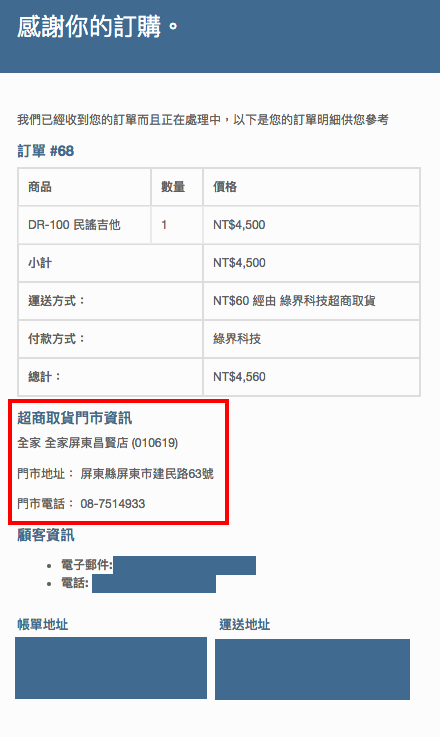 感謝你的訂購。
我們已經收到您的訂單而且正在處理中，以下是您的訂單明細供您參考
訂單 #68
商品 數量 價格
DR-100 民謠吉他 1 NT$4,500
小計 NT$4,500
運送方式： NT$60 經由 綠界科技超商取貨
付款方式： 綠界科技
總計： NT$4,560
超商取貨門市資訊
全家 全家屏東昌賢店 (010619)
門市地址： 屏東縣屏東市建民路63號
門市電話： 08-7514933
顧客資訊
• 電子郵件:
• 電話:
帳單地址 運送地址